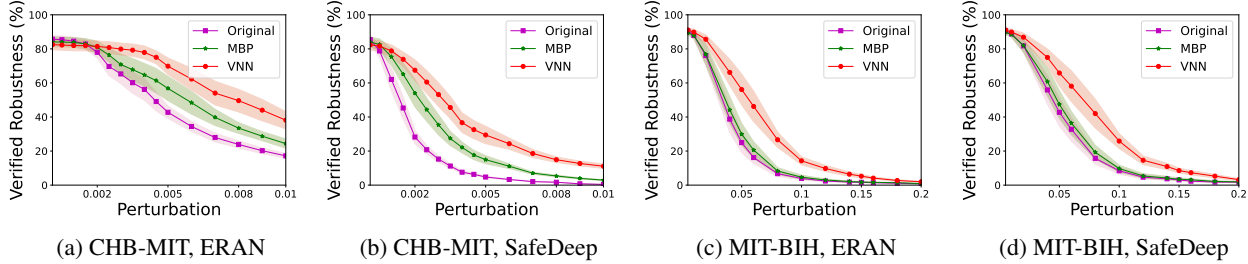 Verified Robustness (%)
100
80
60
40
20
0
Original
MBP
VNN
0.002
0.005
0.008
0.01
Perturbation
(a) CHB-MIT, ERAN
Verified Robustness (%)
100
80
60
40
20
0
Original
MBP
VNN
0.002
0.005
0.008
0.01
Perturbation
(b) CHB-MIT, SafeDeep
Verified Robustness (%)
100
80
60
40
20
0
Original
MBP
VNN
0.05
0.1
0.15
0.2
Perturbation
(c) MIT-BIH, ERAN
Verified Robustness (%)
100
80
60
40
20
0
Original
MBP
VNN
0.05
0.1
0.15
0.2
Perturbation
(d) MIT-BIH, SafeDeep